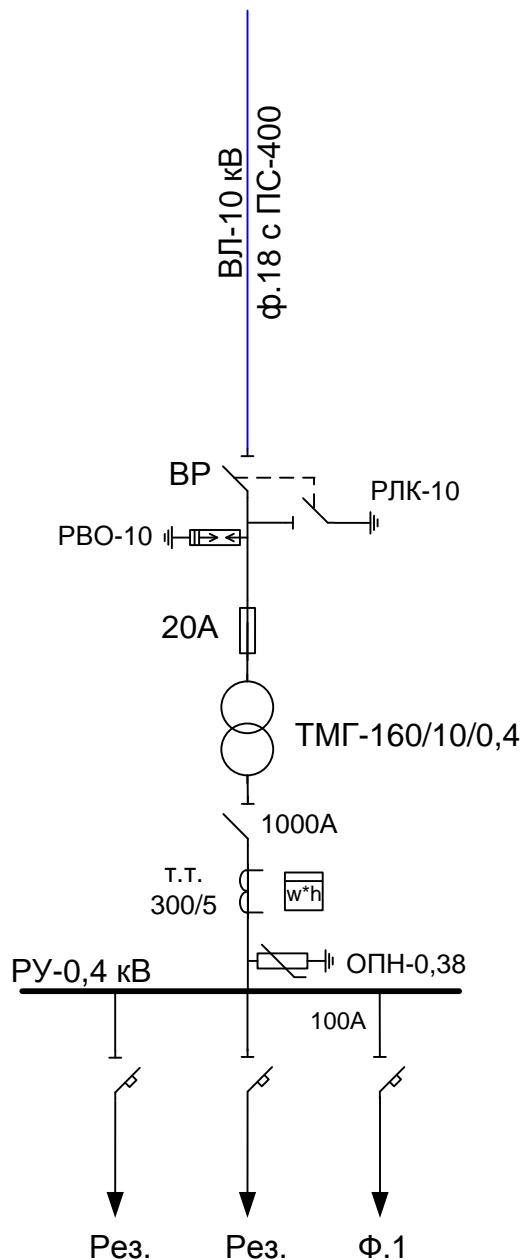 ВЛ-10 кВ
ф.18 с ПС-400
ВР
РЛК-10
РВО-10
20А
ТМГ-160/10/0,4
1000А
т.т.
300/5
w*h
РУ-0,4 кВ
ОПН-0,38
100А
Рез.
Рез.
Ф.1